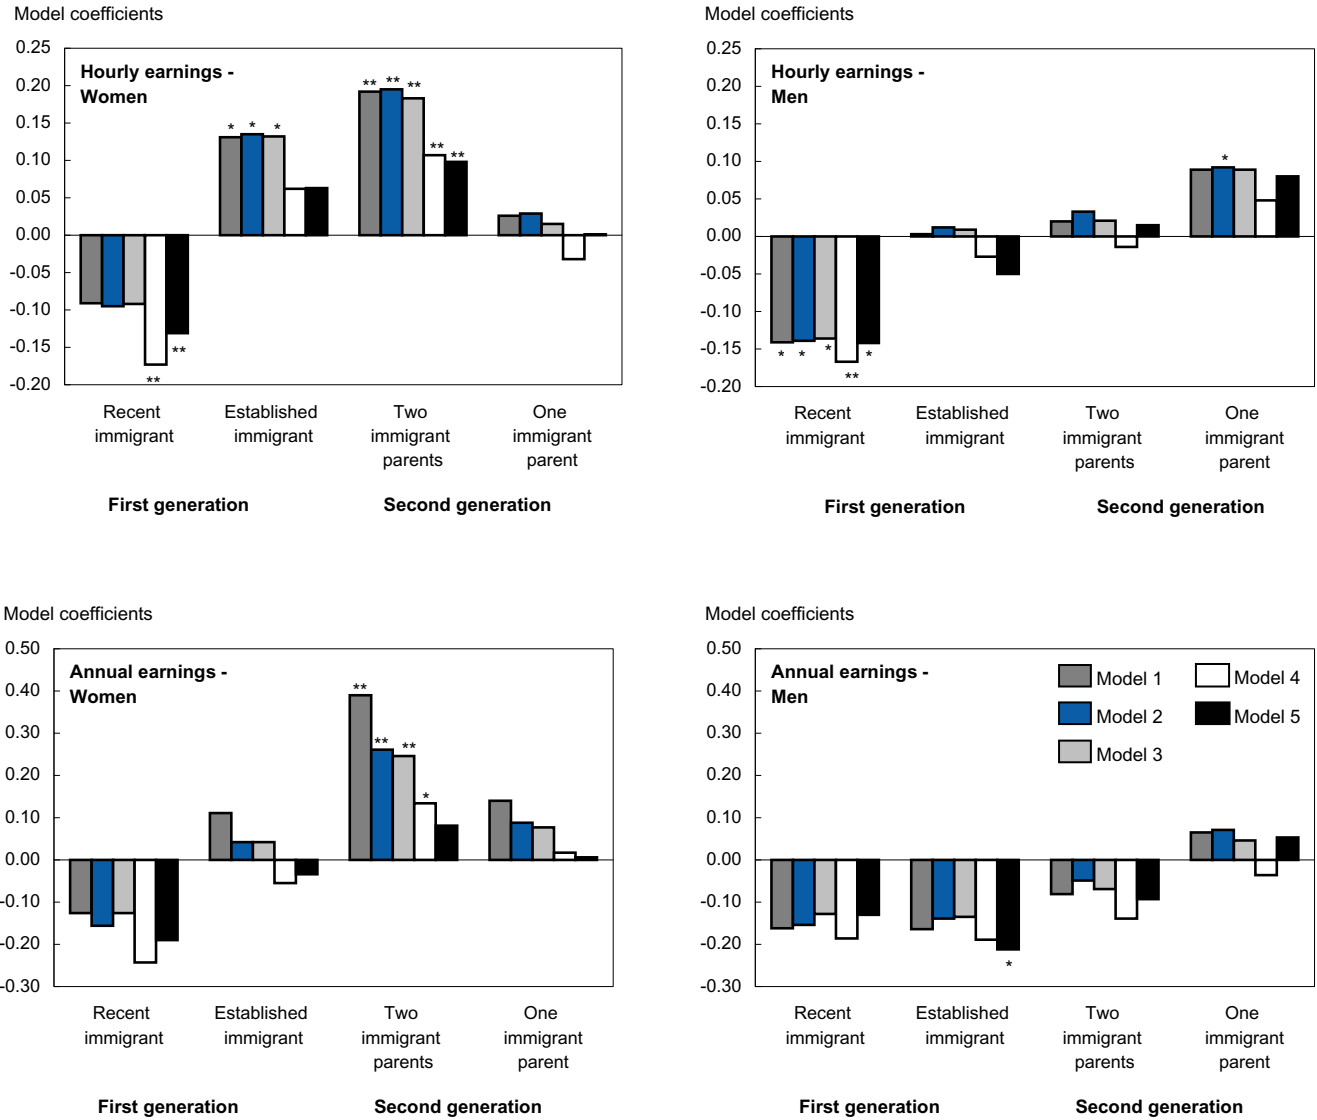 Model coefficients
0.25
0.20
0.15
0.10
0.05
0.00
-0.05
-0.10
-0.15
-0.20
Hourly earnings -
Women
** ** **
* * *
** **
**
**
Recent immigrant
Established immigrant
Two immigrant parents
One immigrant parent
First generation
Second generation
Model coefficients
0.25
0.20
0.15
0.10
0.05
0.00
-0.05
-0.10
-0.15
-0.20
Hourly earnings -
Men
*
* * * *
**
Recent immigrant
Established immigrant
Two immigrant parents
One immigrant parent
First generation
Second generation
Model coefficients
0.50
0.40
0.30
0.20
0.10
0.00
-0.10
-0.20
-0.30
Annual earnings -
Women
**
** **
*
Recent immigrant
Established immigrant
Two immigrant parents
One immigrant parent
First generation
Second generation
Model coefficients
0.50
0.40
0.30
0.20
0.10
0.00
-0.10
-0.20
-0.30
Annual earnings -
Men
Model 1
Model 4
Model 2
Model 5
Model 3
*
Recent immigrant
Established immigrant
Two immigrant parents
One immigrant parent
First generation
Second generation